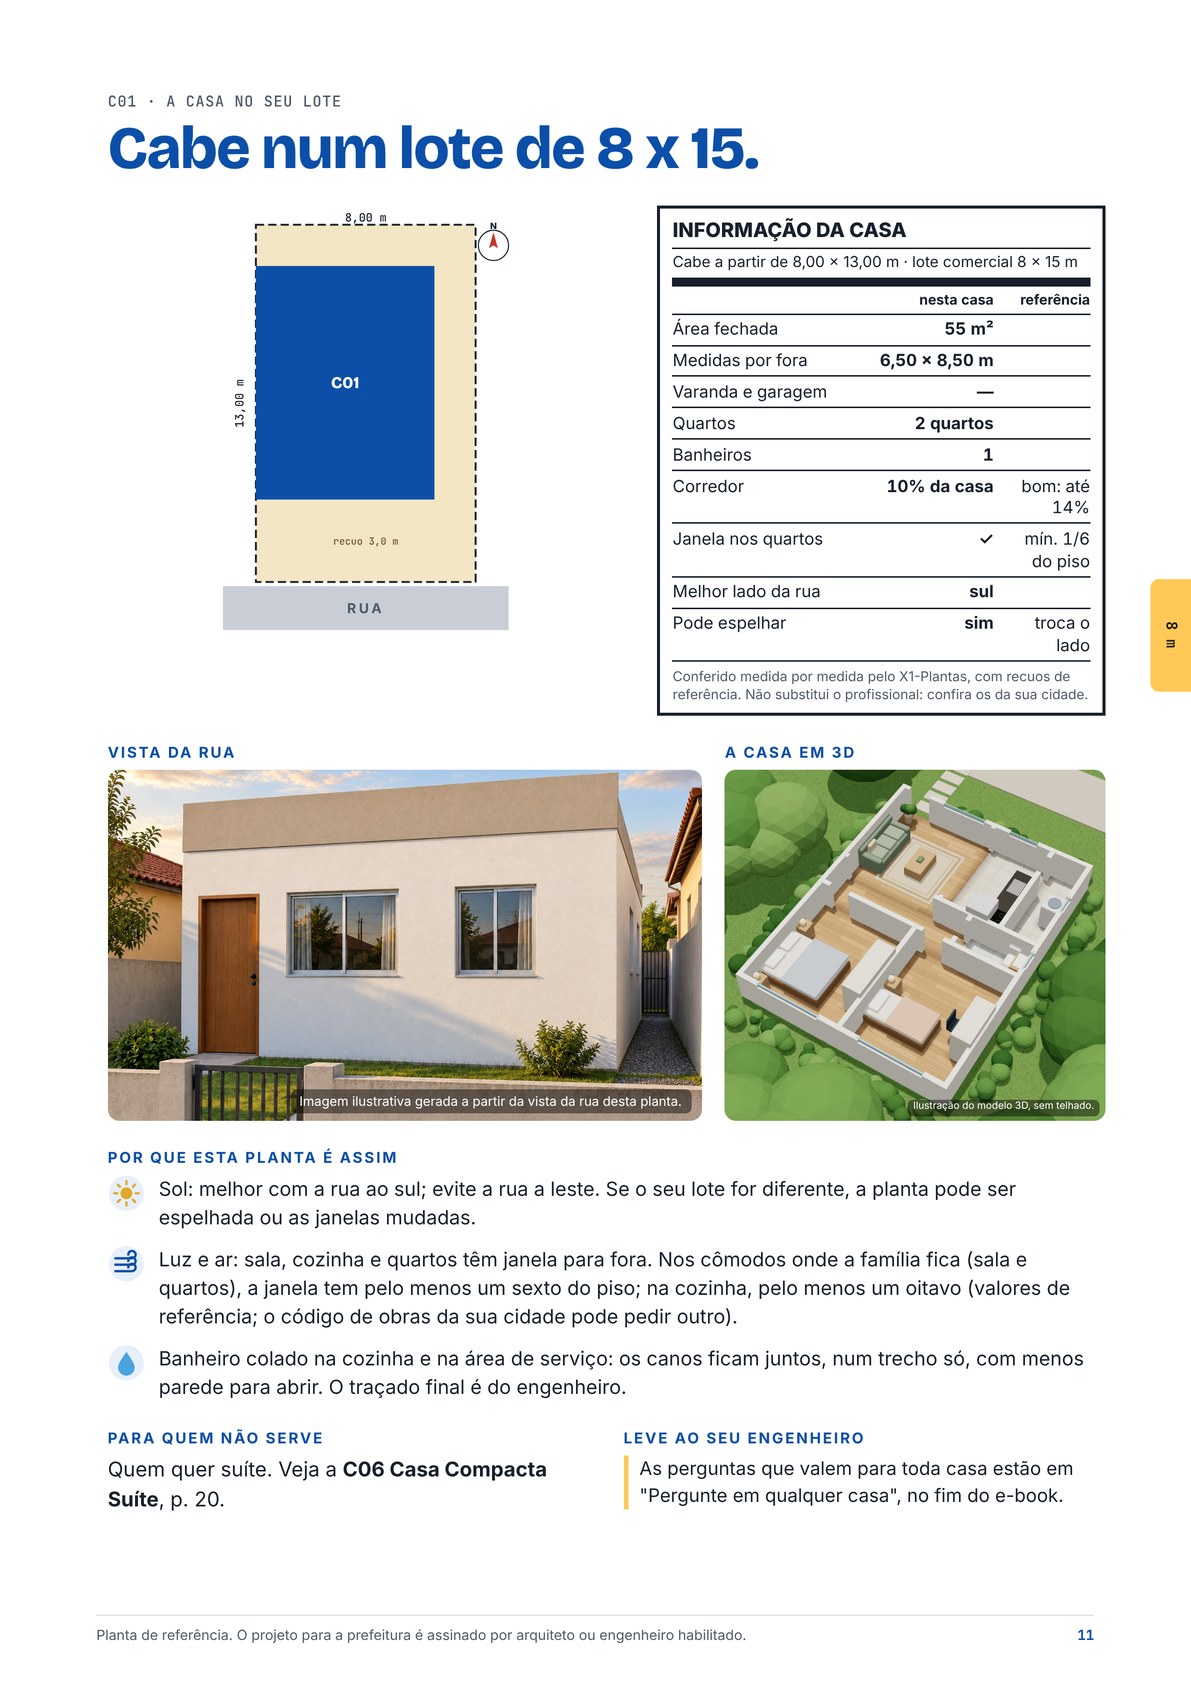 C01 · A CASA NO SEU LOTE
Cabe num lote de 8 x 15.
8,00 m
N
13,00 m
C01
recuo 3,0 m
RUA
INFORMAÇÃO DA CASA
Cabe a partir de 8,00 × 13,00 m · lote comercial 8 × 15 m
nesta casa referência
Área fechada 55 m²
Medidas por fora 6,50 × 8,50 m
Varanda e garagem —
Quartos 2 quartos
Banheiros 1
Corredor 10% da casa bom: até
14%
Janela nos quartos ✓ mín. 1/6
do piso
Melhor lado da rua sul
Pode espelhar sim troca o
lado
Conferido medida por medida pelo X1-Plantas, com recuos de
referência. Não substitui o profissional: confira os da sua cidade.
8 m
VISTA DA RUA
Imagem ilustrativa gerada a partir da vista da rua desta planta.
A CASA EM 3D
Ilustração do modelo 3D, sem telhado.
POR QUE ESTA PLANTA É ASSIM
Sol: melhor com a rua ao sul; evite a rua a leste. Se o seu lote for diferente, a planta pode ser
espelhada ou as janelas mudadas.
Luz e ar: sala, cozinha e quartos têm janela para fora. Nos cômodos onde a família fica (sala e
quartos), a janela tem pelo menos um sexto do piso; na cozinha, pelo menos um oitavo (valores de
referência; o código de obras da sua cidade pode pedir outro).
Banheiro colado na cozinha e na área de serviço: os canos ficam juntos, num trecho só, com menos
parede para abrir. O traçado final é do engenheiro.
PARA QUEM NÃO SERVE
Quem quer suíte. Veja a C06 Casa Compacta
Suíte, p. 20.
LEVE AO SEU ENGENHEIRO
As perguntas que valem para toda casa estão em
"Pergunte em qualquer casa", no fim do e-book.
Planta de referência. O projeto para a prefeitura é assinado por arquiteto ou engenheiro habilitado.
11